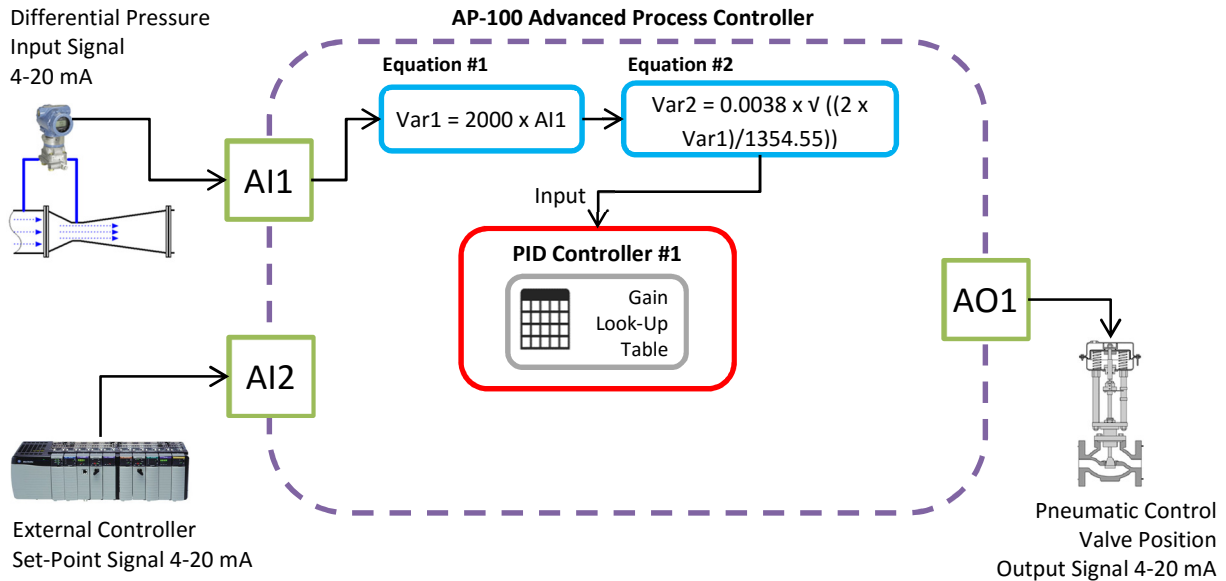 Differential Pressure
Input Signal
4-20 mA
AP-100 Advanced Process Controller
Equation #1
Var1 = 2000 x AI1
Equation #2
Var2 = 0.0038 x √ ((2 x
Var1)/1354.55))
AI1
Input
PID Controller #1
Gain
Look-Up
Table
AI2
AO1
External Controller
Set-Point Signal 4-20 mA
Pneumatic Control
Valve Position
Output Signal 4-20 mA